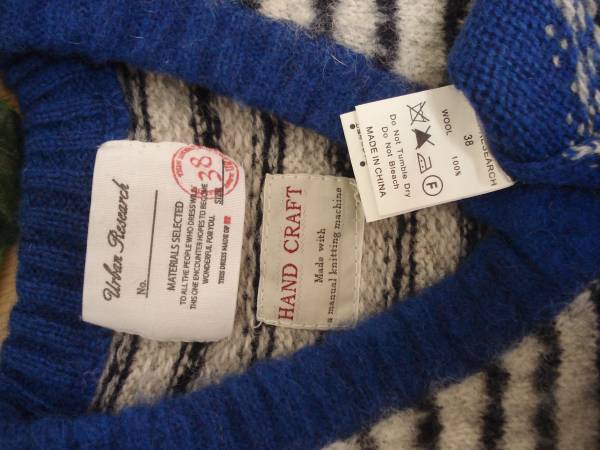 Urban Research
No.
MATERIALS SELECTED
TO ALL THE PEOPLE WHO DRESS WELL
THIS ONE ENCOUNTER HOPES TO BECOME
WONDERFUL FOR YOU.
THIS DRESS MADE OF
38
SIZE
HAND CRAFT
Made with
a manual knitting machine
RESEARCH
38
WOOL 100%
F
Do Not Tumble Dry
Do Not Bleach
MADE IN CHINA